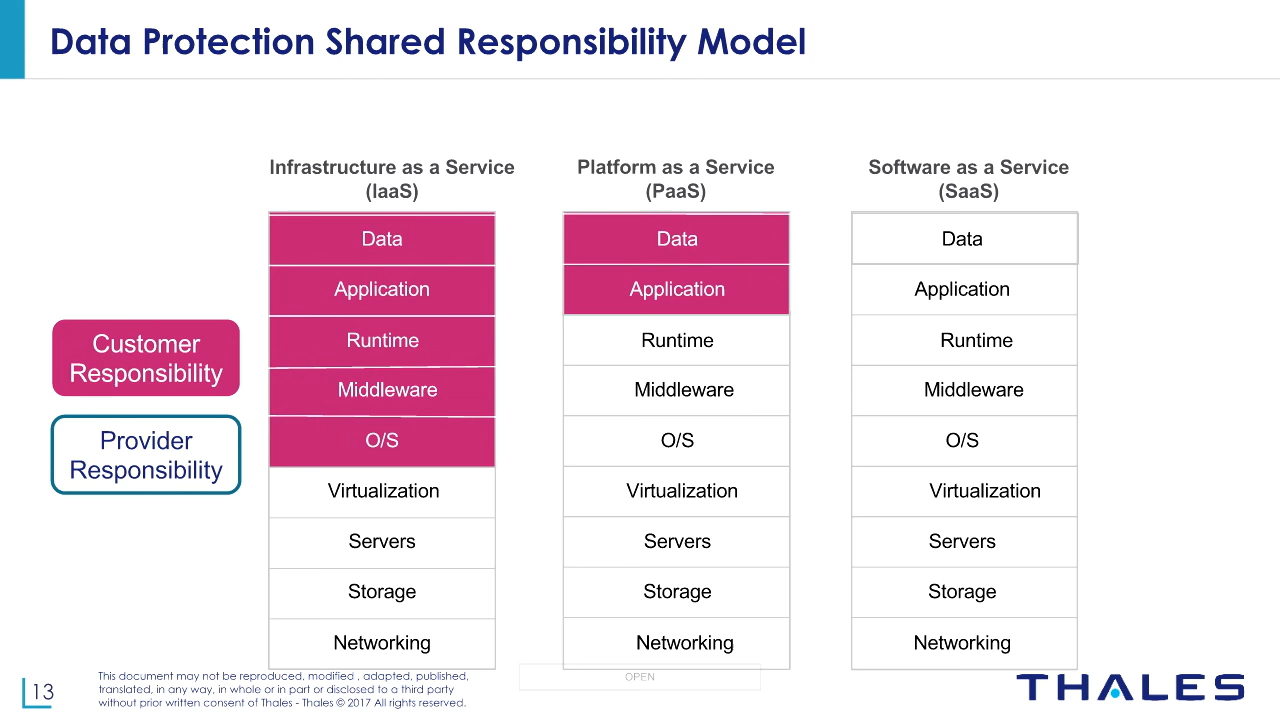 Data Protection Shared Responsibility Model
Infrastructure as a Service
(IaaS)
Data
Application
Runtime
Middleware
O/S
Virtualization
Servers
Storage
Networking
Platform as a Service
(PaaS)
Data
Application
Runtime
Middleware
O/S
Virtualization
Servers
Storage
Networking
Software as a Service
(SaaS)
Data
Application
Runtime
Middleware
O/S
Virtualization
Servers
Storage
Networking
Customer
Responsibility
Provider
Responsibility
13
This document may not be reproduced, modified , adapted, published,
translated, in any way, in whole or in part or disclosed to a third party
without prior written consent of Thales - Thales © 2017 All rights reserved.
OPEN
THALES